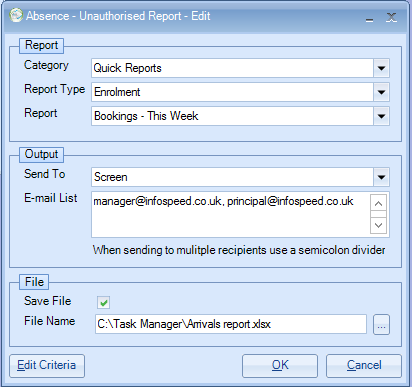 Absence - Unauthorised Report - Edit
Report
Category Quick Reports
Report Type Enrolment
Report Bookings - This Week
Output
Send To Screen
E-mail List manager@infospeed.co.uk, principal@infospeed.co.uk
When sending to mulitple recipients use a semicolon divider
File
Save File
File Name C:\Task Manager\Arrivals report.xlsx ...
Edit Criteria OK Cancel